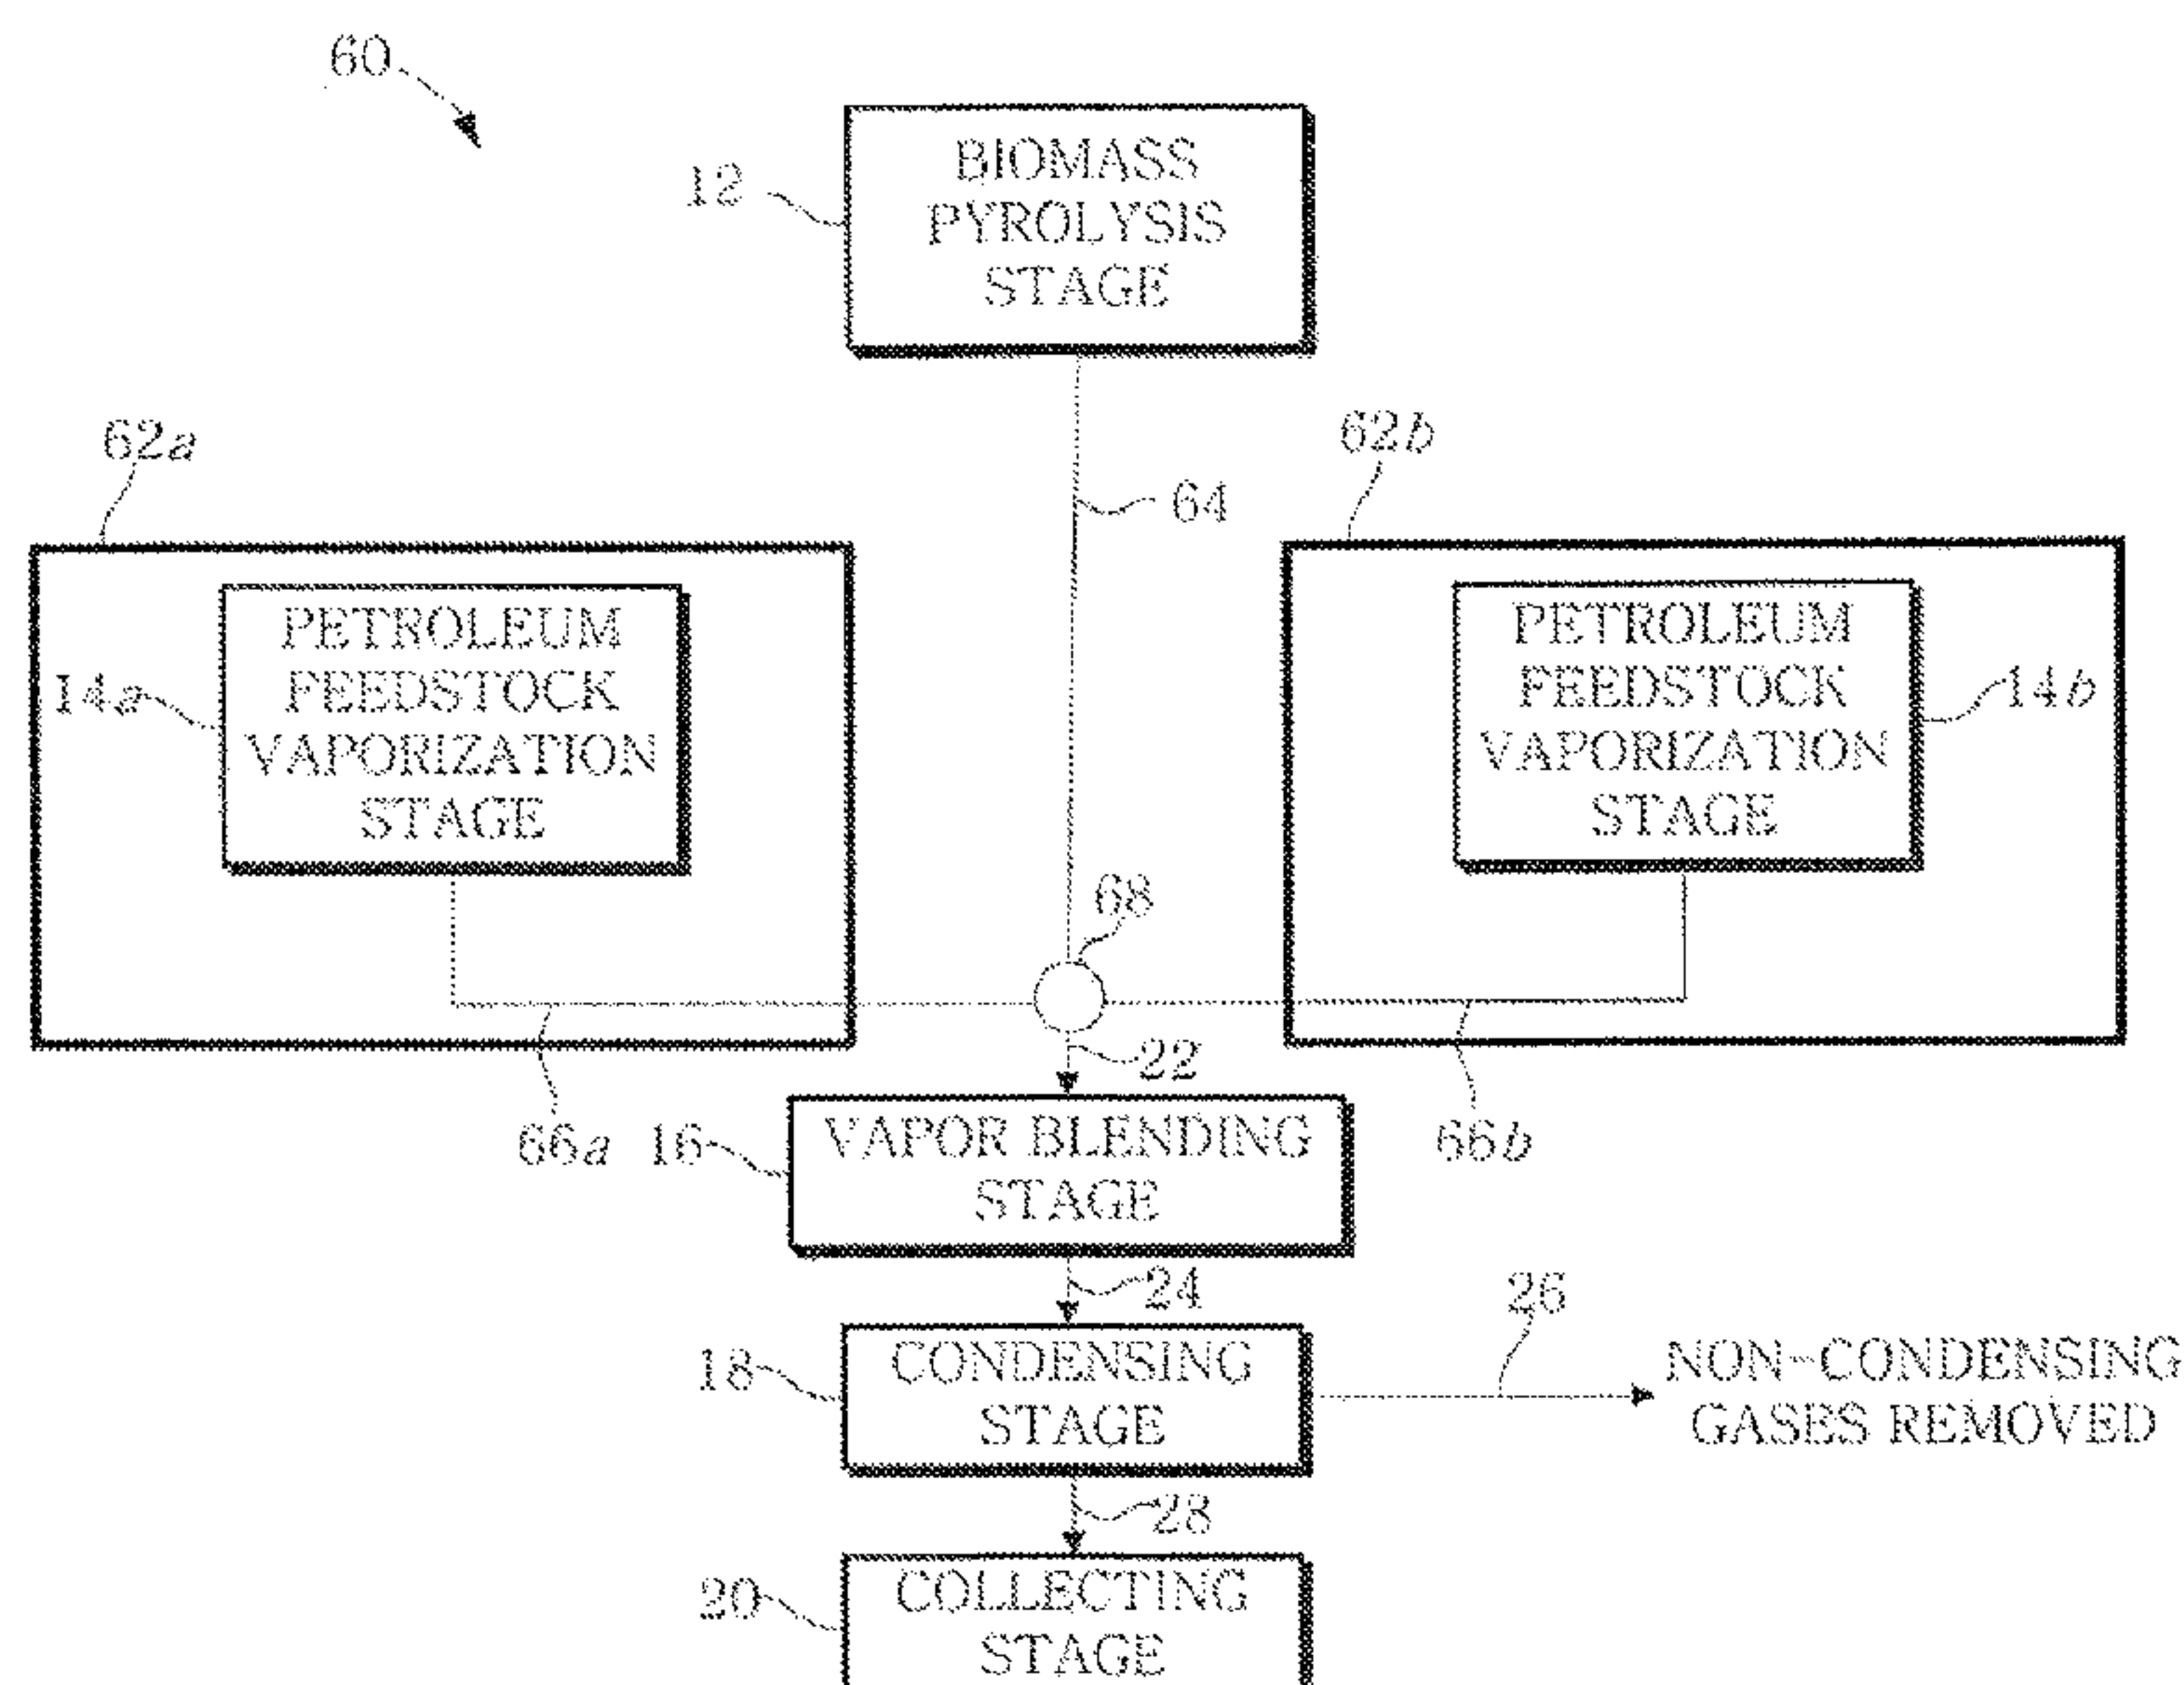 60
12
BIOMASS
PYROLYSIS
STAGE
62a
62b
64
14a
PETROLEUM
FEEDSTOCK
VAPORIZATION
STAGE
PETROLEUM
FEEDSTOCK
VAPORIZATION
STAGE
14b
68
22
66a
16
VAPOR BLENDING
STAGE
66b
24
26
18
CONDENSING
STAGE
NON-CONDENSING
GASES REMOVED
28
20
COLLECTING
STAGE